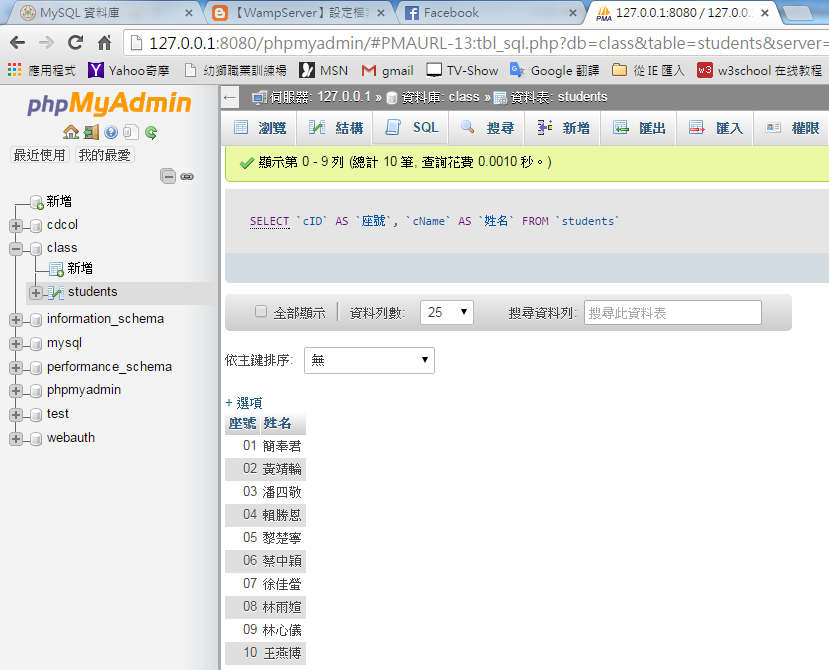 MySQL 資料庫
【WampServer】設定檔
Facebook
127.0.0.1:8080 / 127.0.0.
127.0.0.1:8080/phpmyadmin/#PMAURL-13:tbl_sql.php?db=class&table=students&server=
應用程式 Yahoo奇摩 幼獅職業訓練場 MSN gmail TV-Show Google 翻譯 從 IE 匯入 w3school 在线教程
phpMyAdmin
最近使用 我的最愛
新增
cdcol
class
新增
students
information_schema
mysql
performance_schema
phpmyadmin
test
webauth
伺服器: 127.0.0.1 » 資料庫: class » 資料表: students
瀏覽 結構 SQL 搜尋 新增 匯出 匯入 權限
顯示第 0 - 9 列 (總計 10 筆, 查詢花費 0.0010 秒。)
SELECT `cID` AS `座號`, `cName` AS `姓名` FROM `students`
全部顯示 資料列數: 25 搜尋資料列: 搜尋此資料表
依主鍵排序: 無
+ 選項
座號 姓名
01 簡奉君
02 黃靖輪
03 潘四敬
04 賴勝恩
05 黎楚寧
06 蔡中穎
07 徐佳螢
08 林雨媗
09 林心儀
10 王燕博